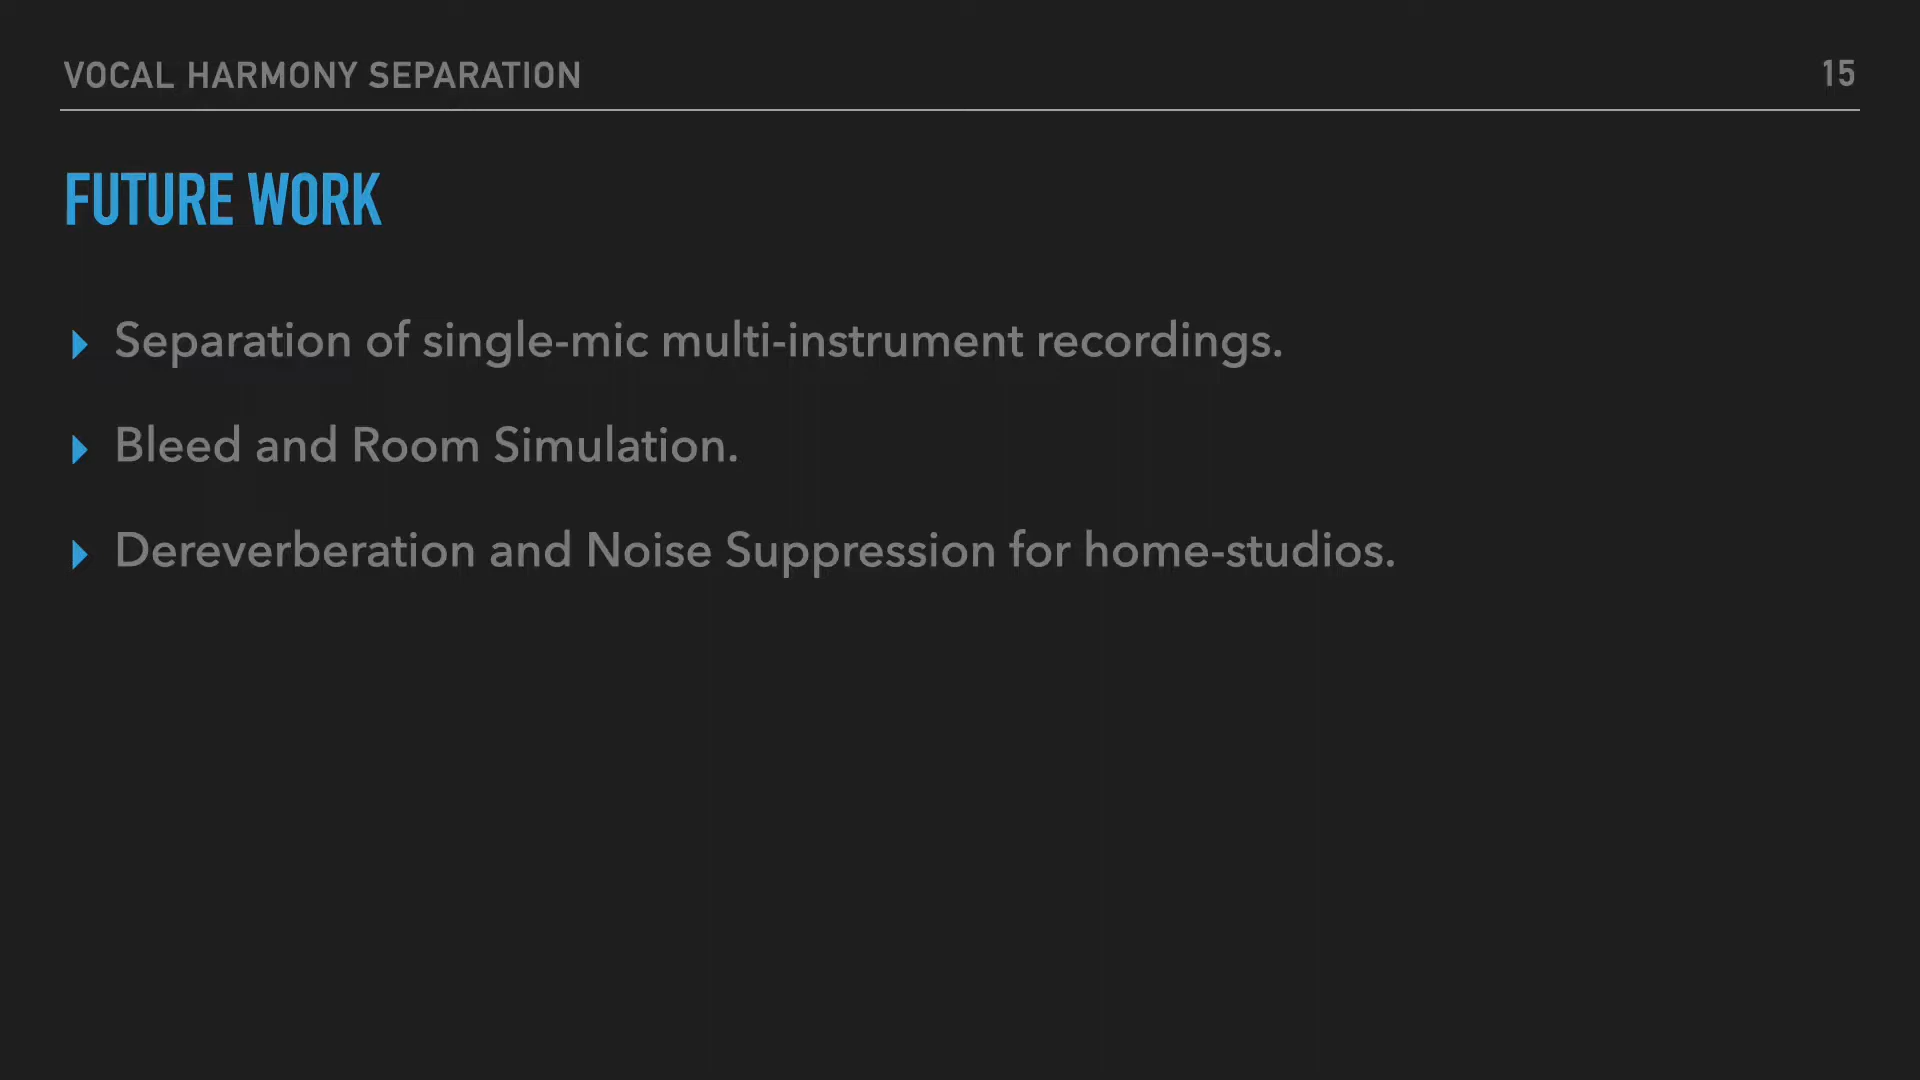 VOCAL HARMONY SEPARATION
15
FUTURE WORK
Separation of single-mic multi-instrument recordings.
Bleed and Room Simulation.
Dereverberation and Noise Suppression for home-studios.